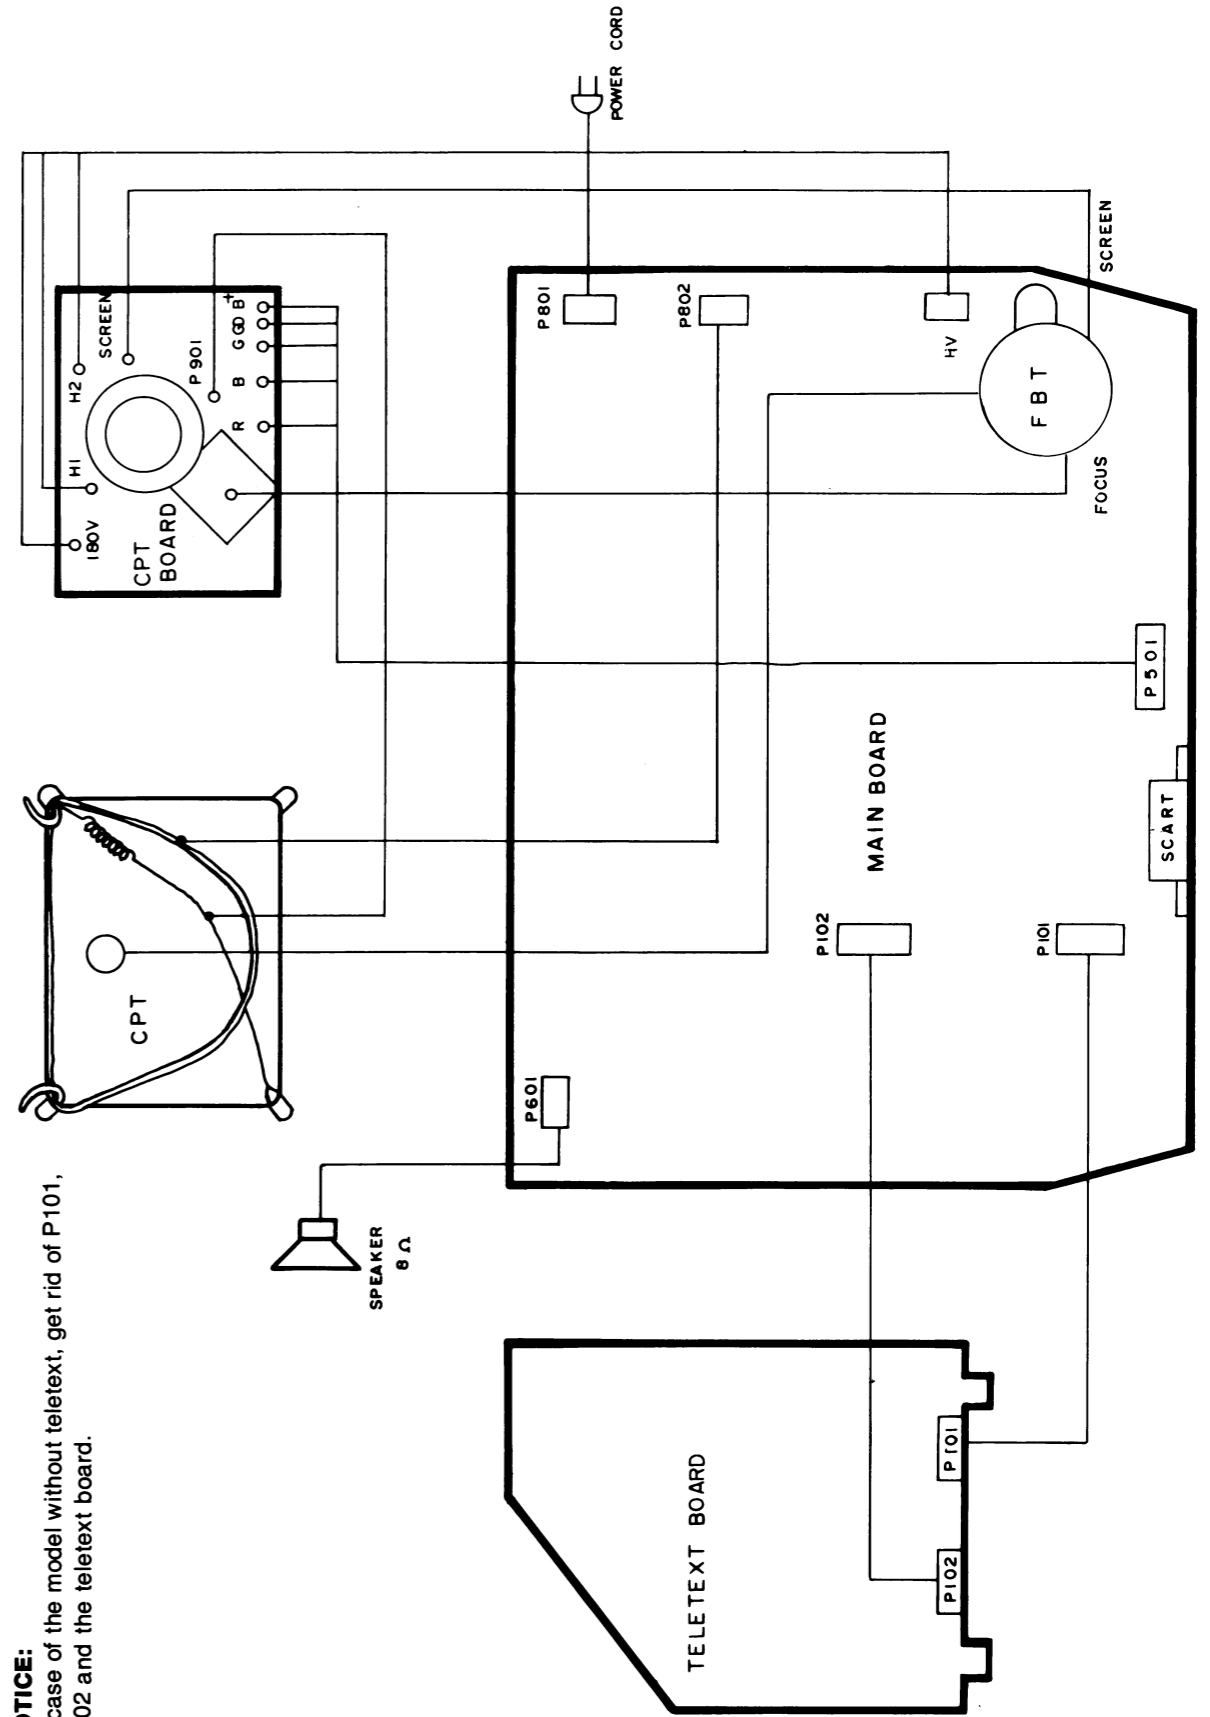 OTICE:
case of the model without teletext, get rid of P101,
02 and the teletext board.
TELETEXT BOARD
P102
P101
SPEAKER
8 Ω
P601
CPT
P102
P101
MAIN BOARD
SCART
P501
CPT
BOARD
180V
H1
H2
SCREEN
P901
R
B
G
GD
B
+
P801
P802
HV
FBT
FOCUS
SCREEN
POWER CORD